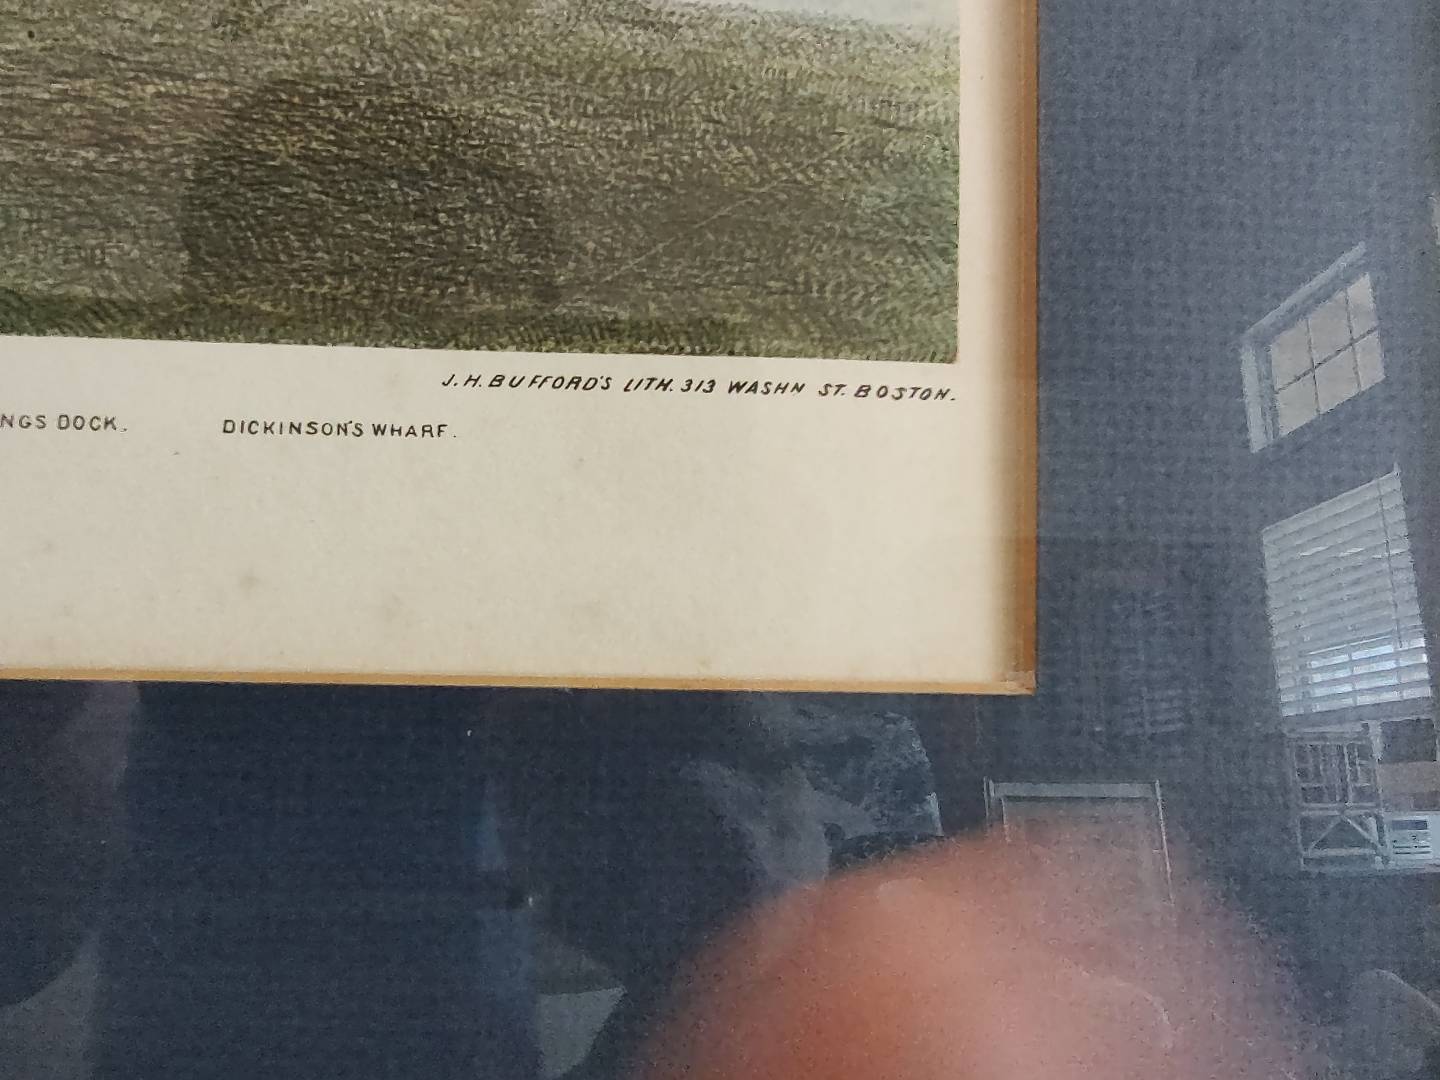 J. H. BUFFORD'S LITH. 313 WASHN ST. BOSTON.
NGS DOCK. DICKINSON'S WHARF.